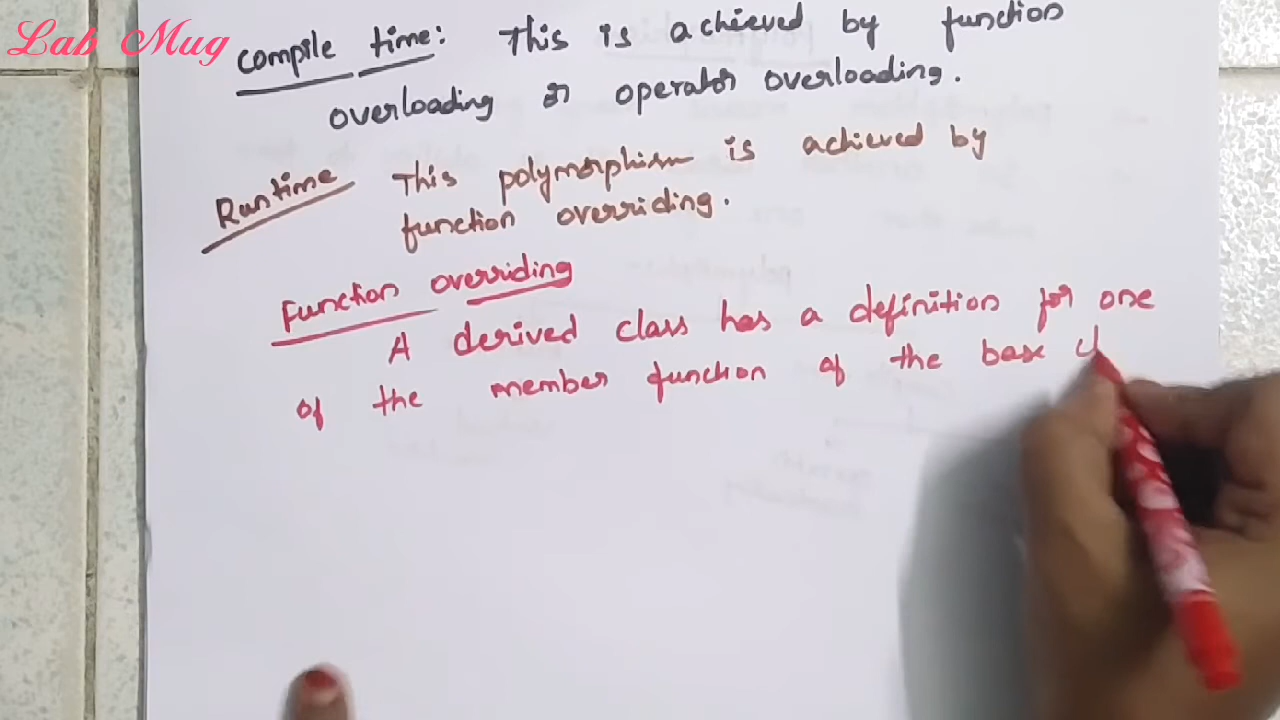 Lab Mug
compile time: This is achieved by function
overloading or operator overloading.
Runtime This polymorphism is achieved by
function overriding.
Function overriding
A derived class has a definition for one
of the member function of the base cl